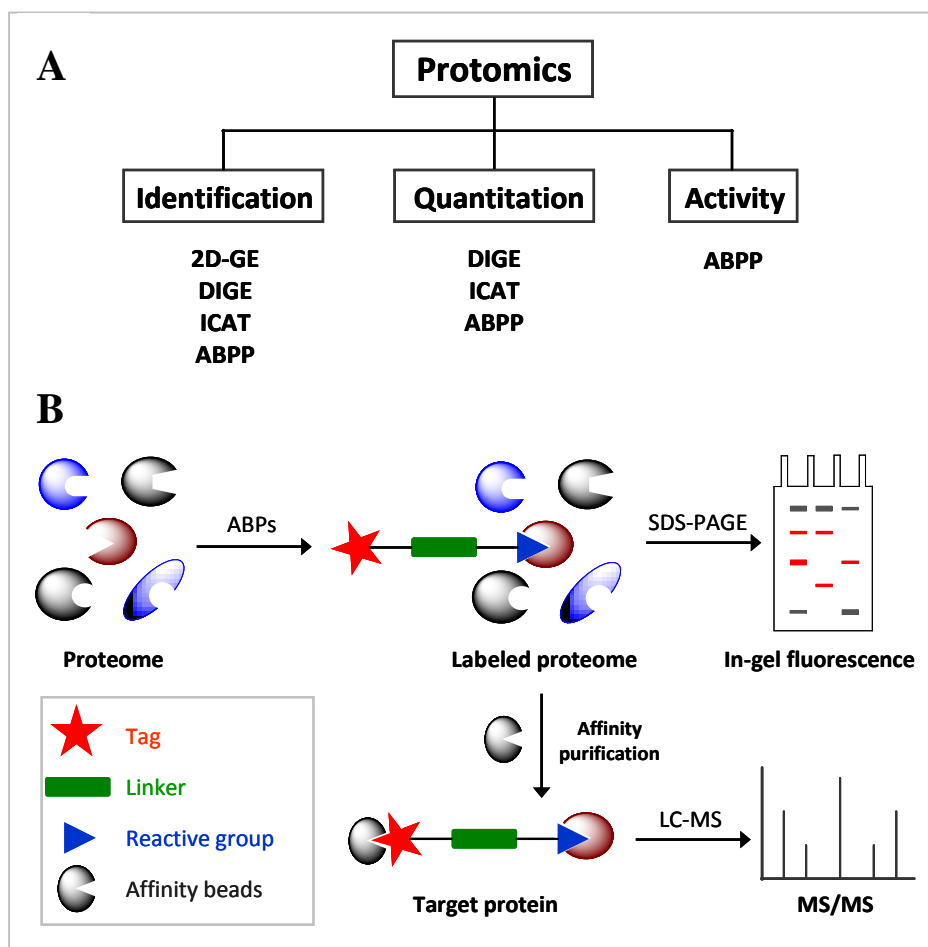 A
Protomics
Identification
Quantitation
Activity
2D-GE
DIGE
ICAT
ABPP
DIGE
ICAT
ABPP
ABPP
B
ABPs
SDS-PAGE
Proteome
Labeled proteome
In-gel fluorescence
Tag
Linker
Reactive group
Affinity beads
Affinity
purification
LC-MS
Target protein
MS/MS